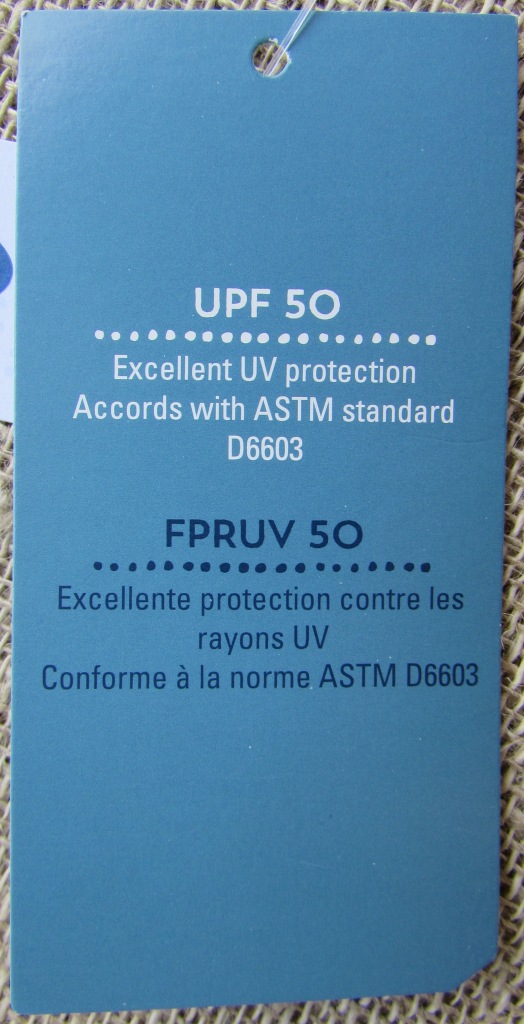 UPF 50
Excellent UV protection
Accords with ASTM standard
D6603
FPRUV 50
Excellente protection contre les
rayons UV
Conforme à la norme ASTM D6603